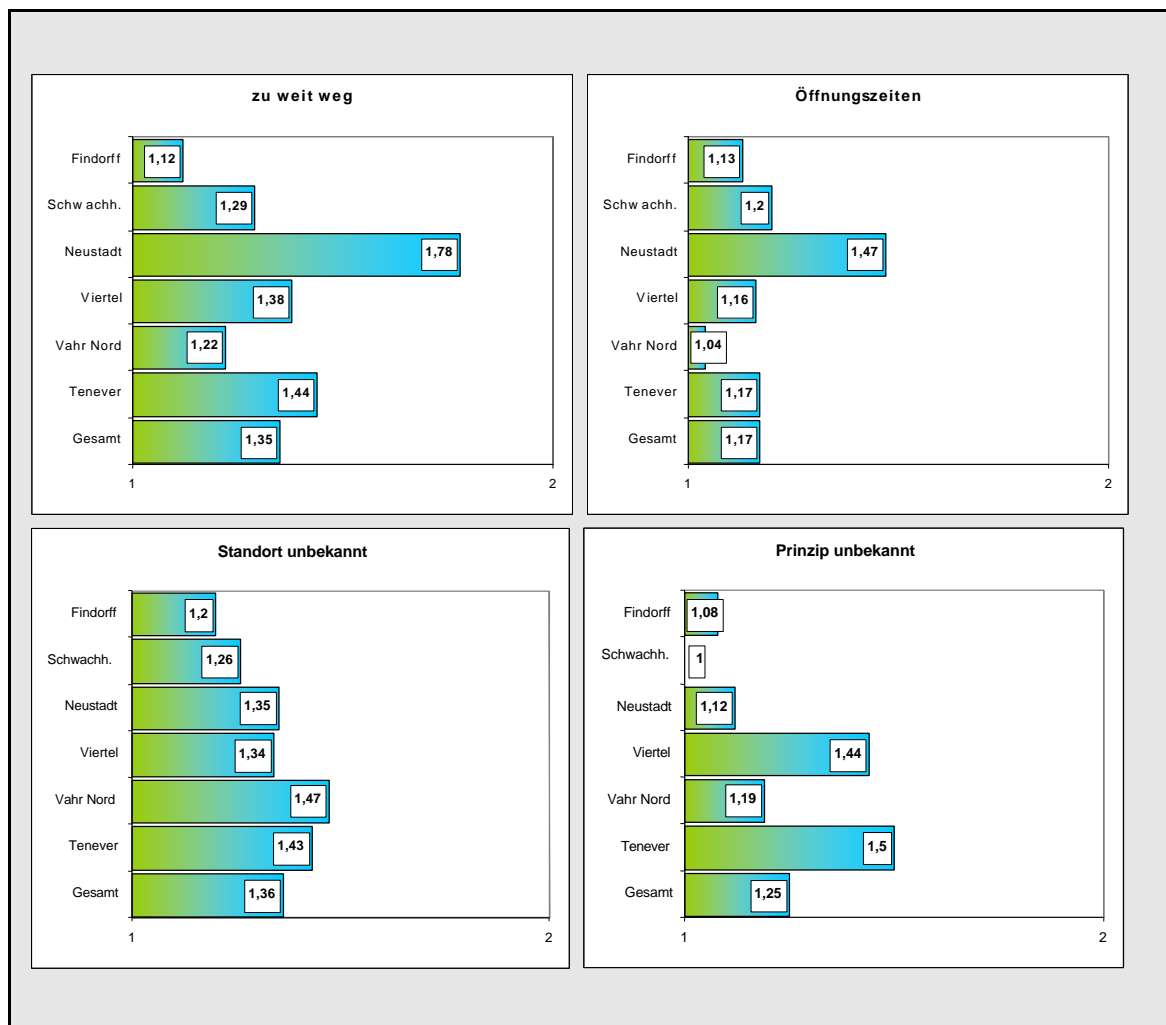 zu weit weg
Findorff 1,12
Schwachh. 1,29
Neustadt 1,78
Viertel 1,38
Vahr Nord 1,22
Tenever 1,44
Gesamt 1,35
1 2
Öffnungszeiten
Findorff 1,13
Schwachh. 1,2
Neustadt 1,47
Viertel 1,16
Vahr Nord 1,04
Tenever 1,17
Gesamt 1,17
1 2
Standort unbekannt
Findorff 1,2
Schwachh. 1,26
Neustadt 1,35
Viertel 1,34
Vahr Nord 1,47
Tenever 1,43
Gesamt 1,36
1 2
Prinzip unbekannt
Findorff 1,08
Schwachh. 1
Neustadt 1,12
Viertel 1,44
Vahr Nord 1,19
Tenever 1,5
Gesamt 1,25
1 2